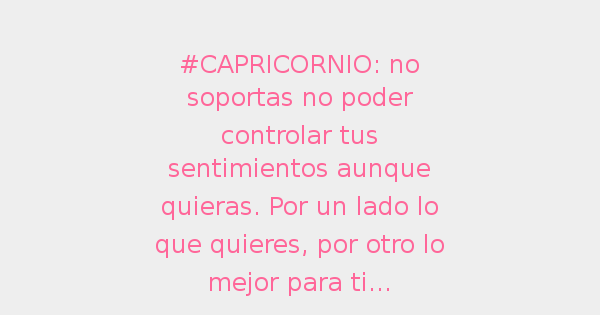 #CAPRICORNIO: no
soportas no poder
controlar tus
sentimientos aunque
quieras. Por un lado lo
que quieres, por otro lo
mejor para ti...